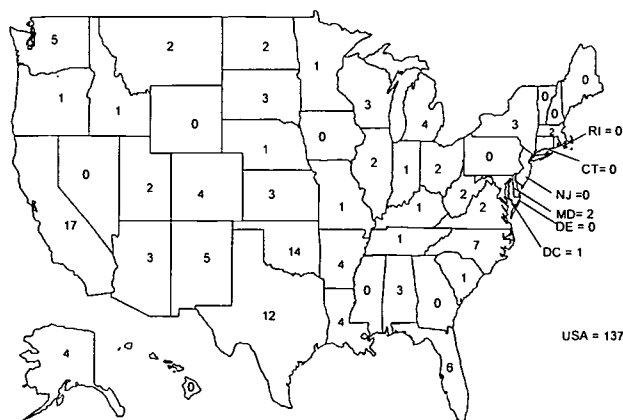 5 2 2 1 0
1 1 3 3 4 3 0 0 RI = 0
0 1 0 2 0 2
CT = 0
0 2 4 3 1 2 1 2 2 2 NJ =0
MD= 2
DE = 0
17 1 7 DC = 1
3 5 14 4 1
12 0 3 0
4 USA = 137
4 0 6